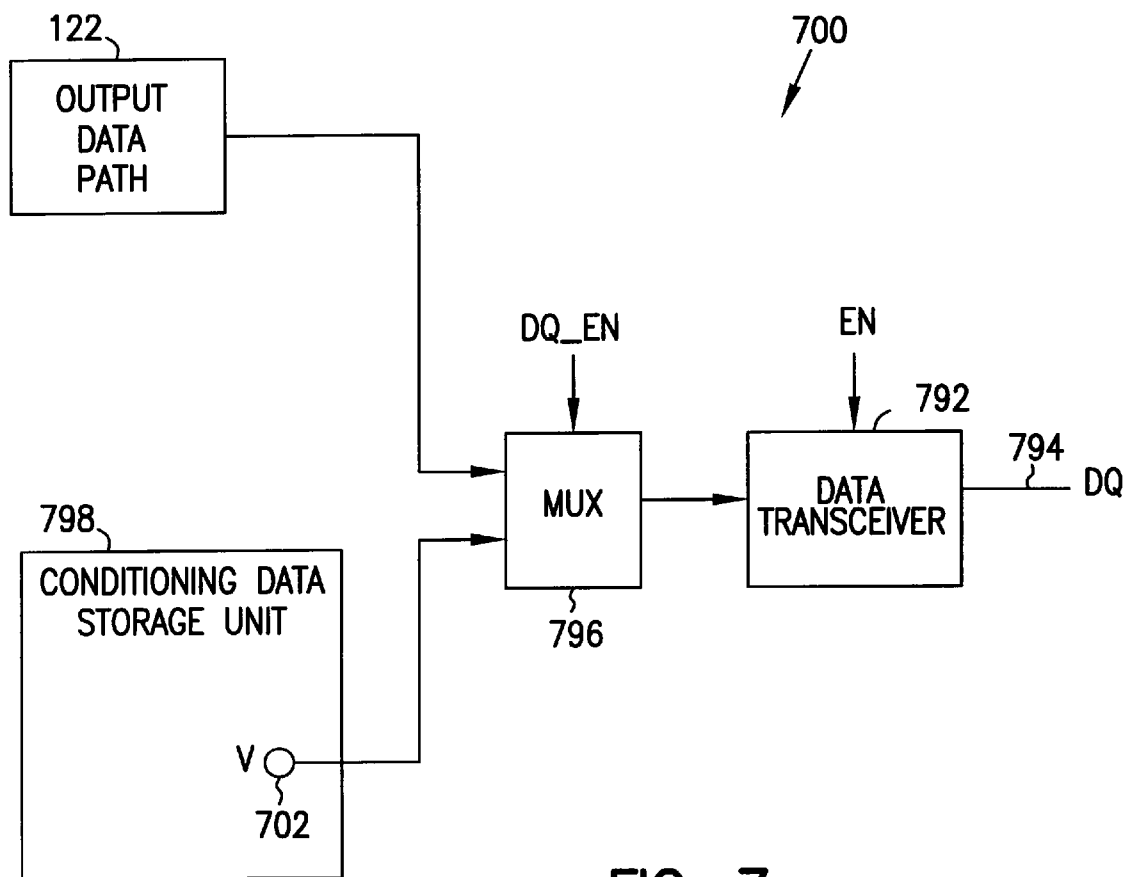 122
700
OUTPUT
DATA
PATH
DQ_EN
EN
792
794
MUX
DATA
TRANSCEIVER
DQ
798
796
CONDITIONING DATA
STORAGE UNIT
V
702